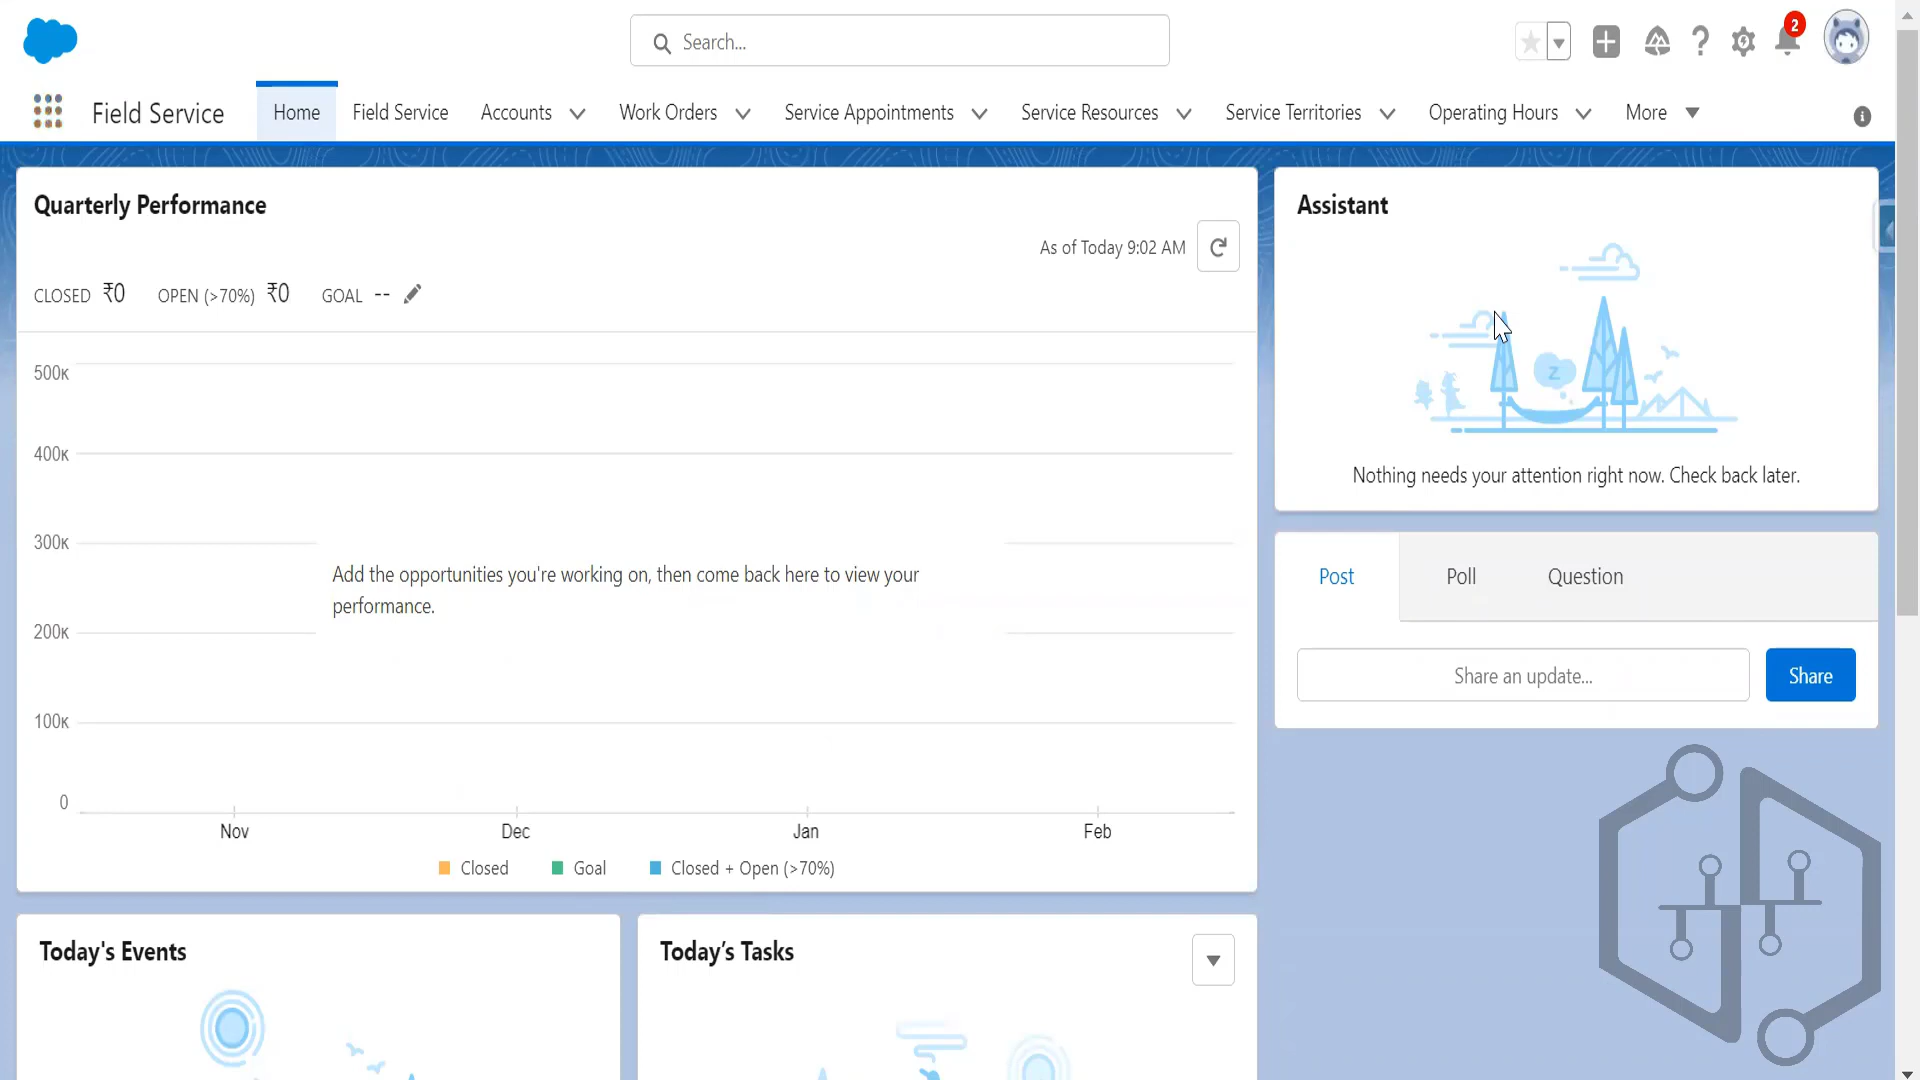 Search...
2
Field Service
Home
Field Service
Accounts
Work Orders
Service Appointments
Service Resources
Service Territories
Operating Hours
More
Quarterly Performance
As of Today 9:02 AM
CLOSED ₹0 OPEN (>70%) ₹0 GOAL --
500K
400K
300K
200K
100K
0
Add the opportunities you're working on, then come back here to view your
performance.
Nov Dec Jan Feb
Closed Goal Closed + Open (>70%)
Assistant
Z
Nothing needs your attention right now. Check back later.
Post Poll Question
Share an update...
Share
Today's Events
Today’s Tasks